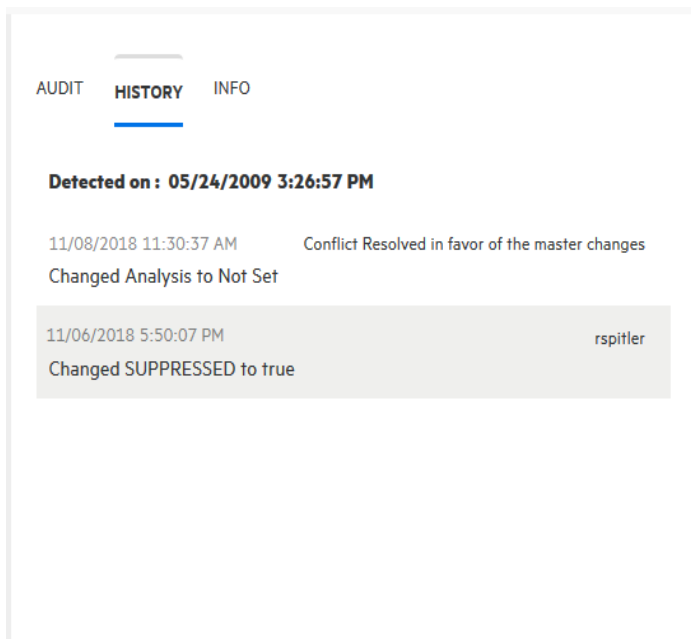 AUDIT HISTORY INFO
Detected on : 05/24/2009 3:26:57 PM
11/08/2018 11:30:37 AM Conflict Resolved in favor of the master changes
Changed Analysis to Not Set
11/06/2018 5:50:07 PM rspitler
Changed SUPPRESSED to true